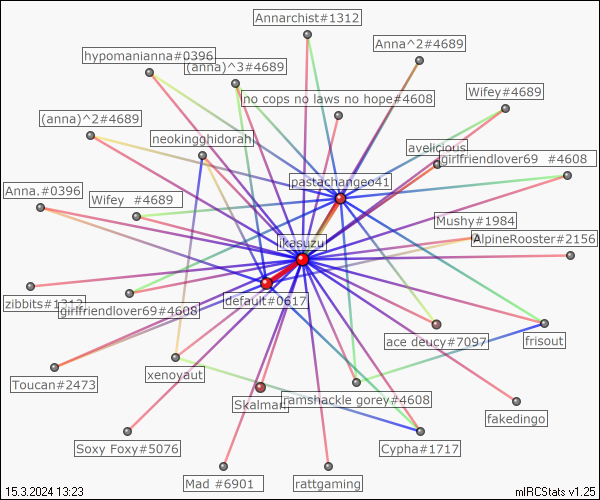 Annarchist#1312
Anna^2#4689
hypomanianna#0396
(anna)^3#4689
no cops no laws no hope#4608
Wifey#4689
(anna)^2#4689
neokingghidorah
avelicious
girlfriendlover69 #4608
pastachangeo41
Anna.#0396
Wifey #4689
Mushy#1984
ikasuzu
AlpineRooster#2156
zibbits#1312
girlfriendlover69#4608
default#0617
ace deucy#7097
frisout
Toucan#2473
xenoyaut
Skalman
ramshackle gorey#4608
fakedingo
Soxy Foxy#5076
Cypha#1717
Mad #6901
rattgaming
15.3.2024 13:23
mIRCStats v1.25